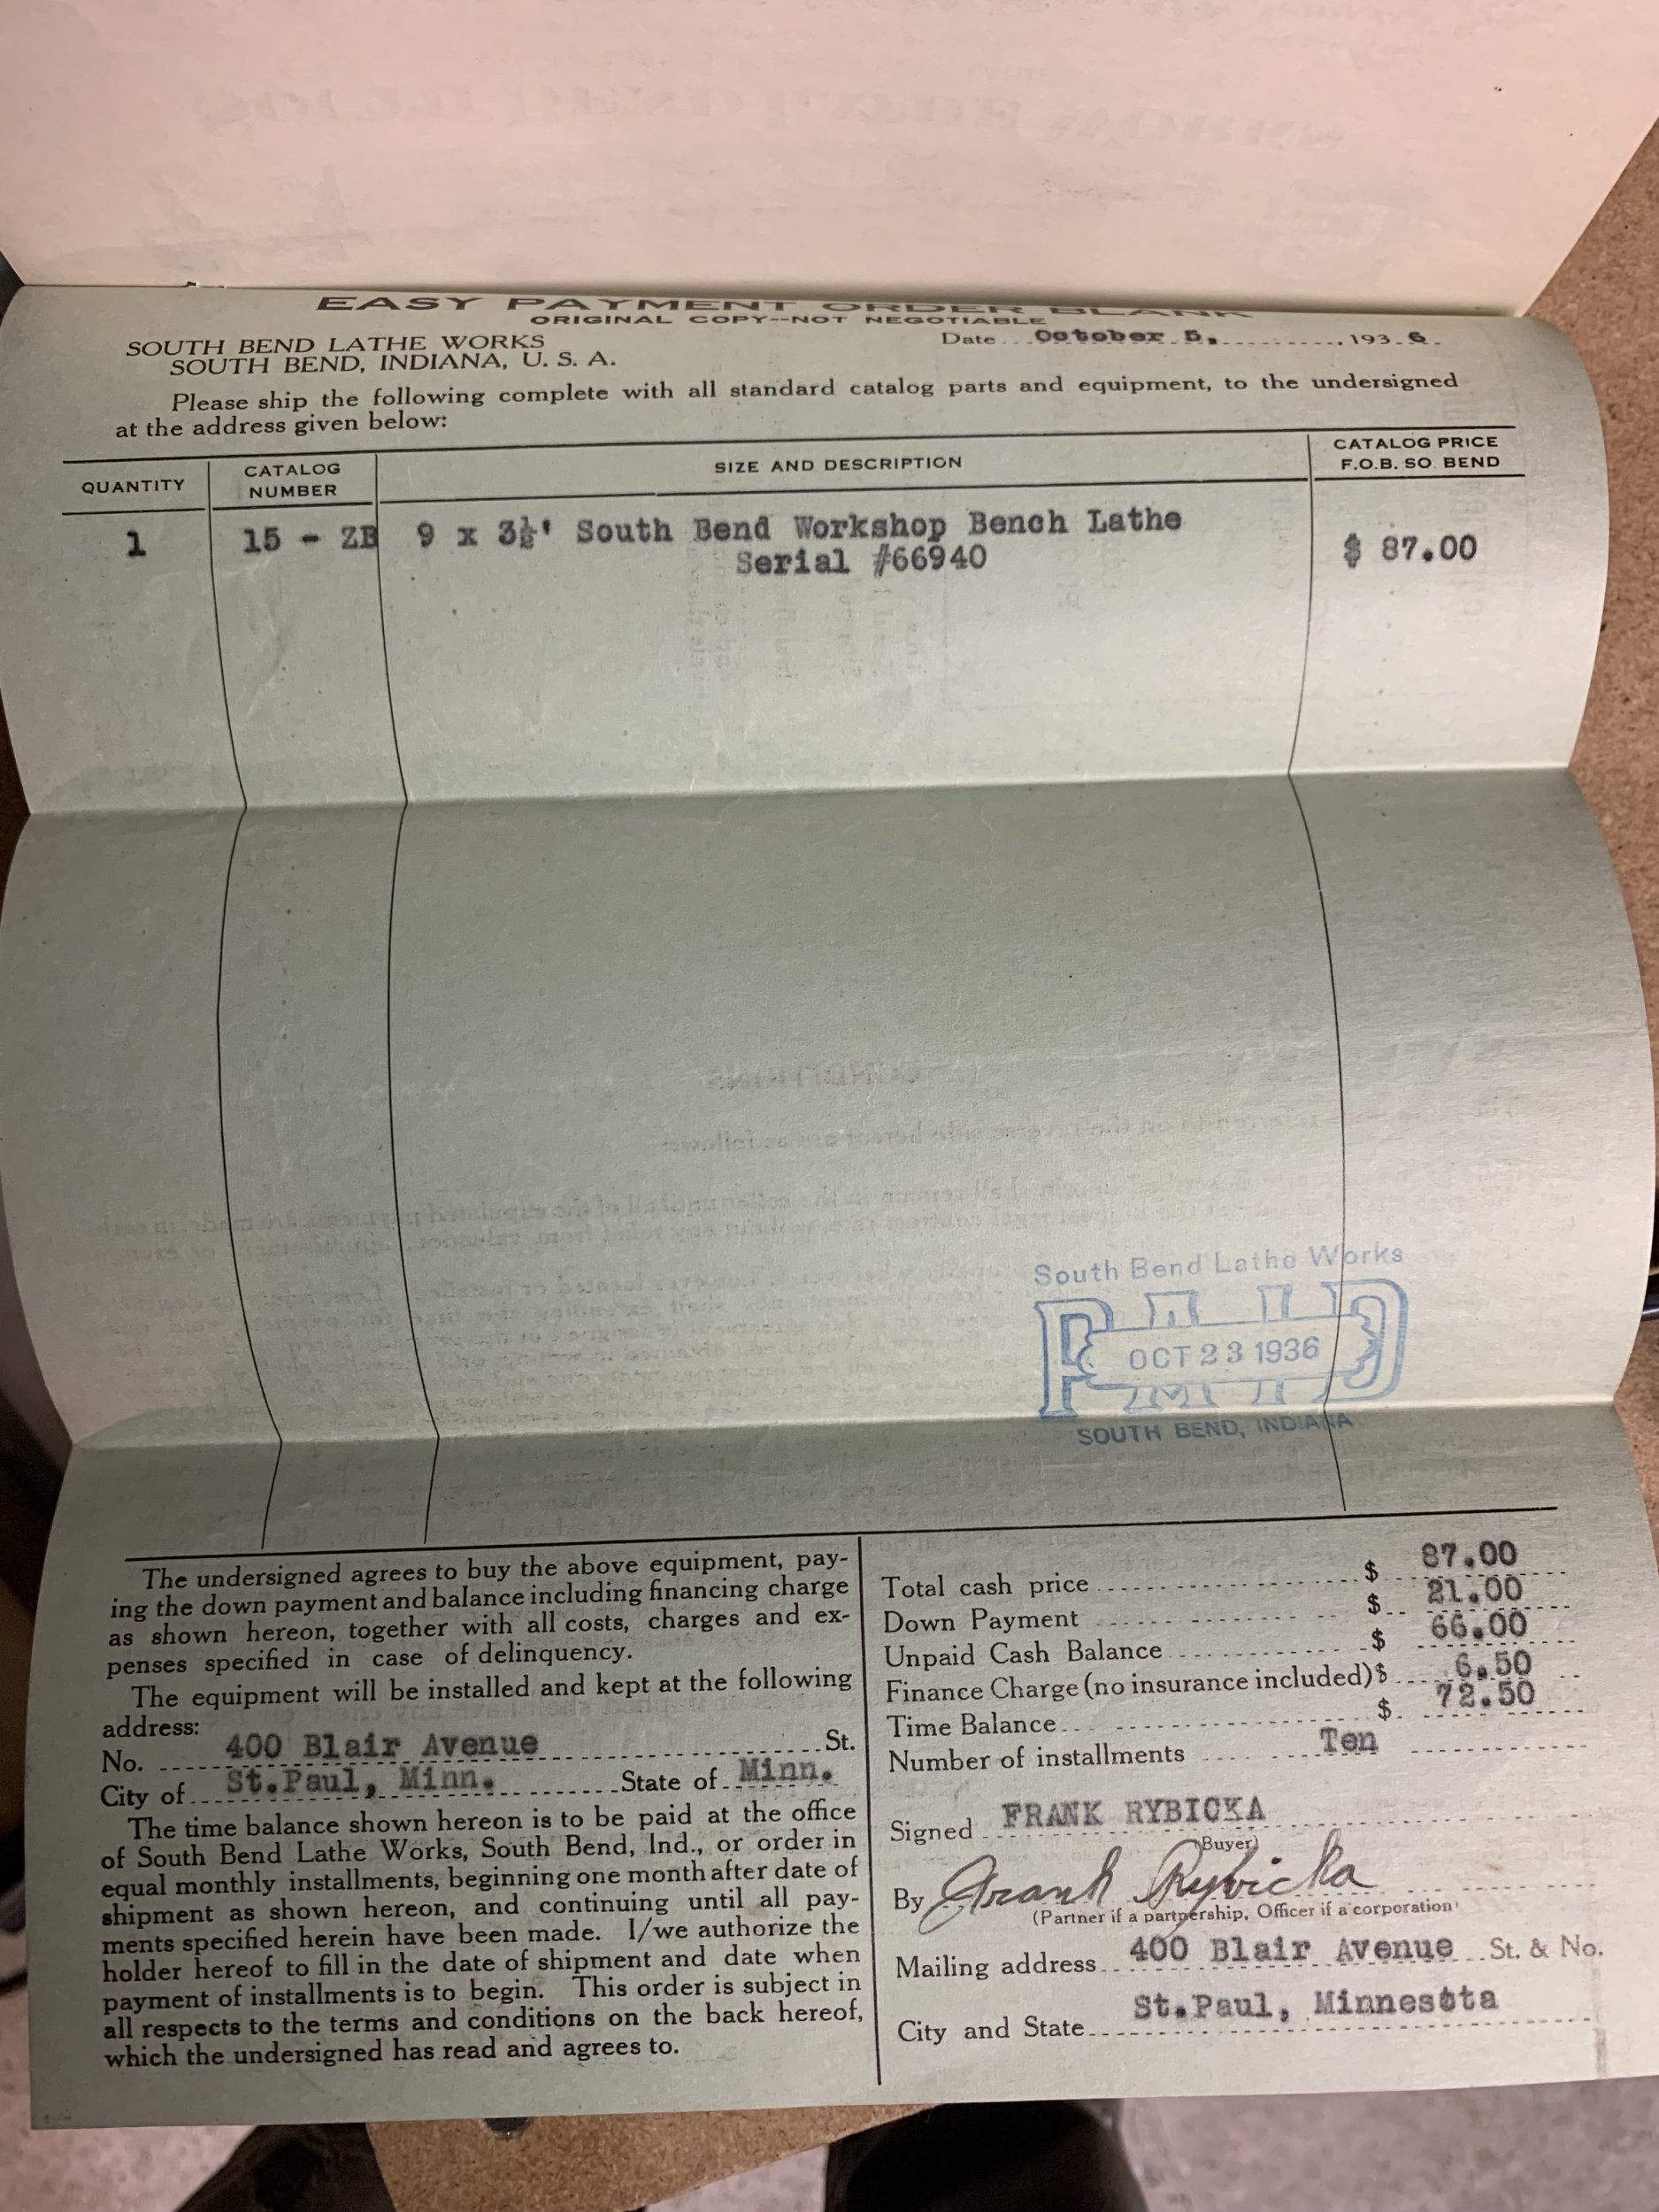 EASY PAYMENT ORDER BLANK
ORIGINAL COPY--NOT NEGOTIABLE
SOUTH BEND LATHE WORKS
SOUTH BEND, INDIANA, U. S. A.
Date October 5, , 193 6
Please ship the following complete with all standard catalog parts and equipment, to the undersigned
at the address given below:
QUANTITY
CATALOG
NUMBER
SIZE AND DESCRIPTION
CATALOG PRICE
F.O.B. SO. BEND
1 15 - ZB 9 x 3½' South Bend Workshop Bench Lathe
Serial #66940
$ 87.00
South Bend Lathe Works
PAID
OCT 23 1936
SOUTH BEND, INDIANA
The undersigned agrees to buy the above equipment, pay-
ing the down payment and balance including financing charge
as shown hereon, together with all costs, charges and ex-
penses specified in case of delinquency.
The equipment will be installed and kept at the following
address:
No. 400 Blair Avenue St.
City of St.Paul, Minn. State of Minn.
The time balance shown hereon is to be paid at the office
of South Bend Lathe Works, South Bend, Ind., or order in
equal monthly installments, beginning one month after date of
shipment as shown hereon, and continuing until all pay-
ments specified herein have been made. I/we authorize the
holder hereof to fill in the date of shipment and date when
payment of installments is to begin. This order is subject in
all respects to the terms and conditions on the back hereof,
which the undersigned has read and agrees to.
Total cash price $ 87.00
Down Payment $ 21.00
Unpaid Cash Balance $ 66.00
Finance Charge (no insurance included) $ 6.50
Time Balance $ 72.50
Number of installments Ten
Signed FRANK RYBICKA
(Buyer)
By Frank Rybicka
(Partner if a partnership, Officer if a corporation)
Mailing address 400 Blair Avenue St. & No.
City and State St.Paul, Minnesota